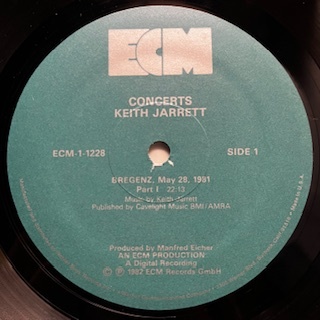 ECM
CONCERTS
KEITH JARRETT
ECM-1-1228
SIDE 1
BREGENZ, May 28, 1981
Part I 22:13
Music by Keith Jarrett
Published by Cavelight Music BMI/AMRA
Produced by Manfred Eicher
AN ECM PRODUCTION
A Digital Recording
© ℗ 1982 ECM Records GmbH
Made in U.S.A.